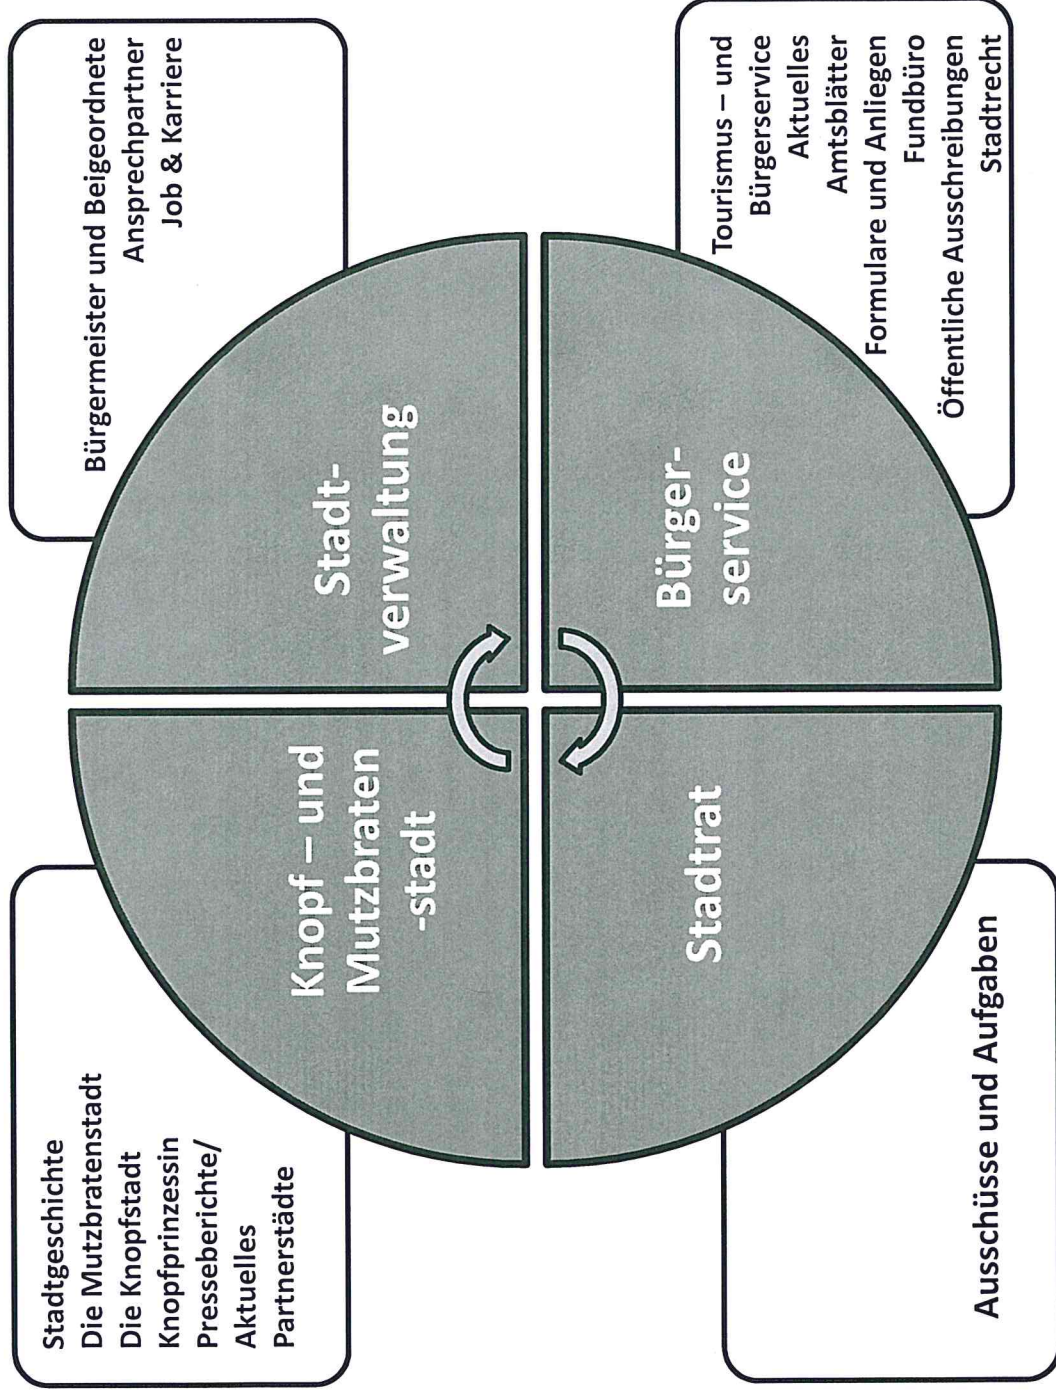 Stadtgeschichte
Die Mutzbratenstadt
Die Knopfstadt
Knopfprinzessin
Presseberichte/
Aktuelles
Partnerstädte
Bürgermeister und Beigeordnete
Ansprechpartner
Job & Karriere
Knopf – und
Mutzbraten
-stadt
Stadt-
verwaltung
Stadtrat
Bürger-
service
Ausschüsse und Aufgaben
Tourismus – und
Bürgerservice
Aktuelles
Amtsblätter
Formulare und Anliegen
Fundbüro
Öffentliche Ausschreibungen
Stadtrecht